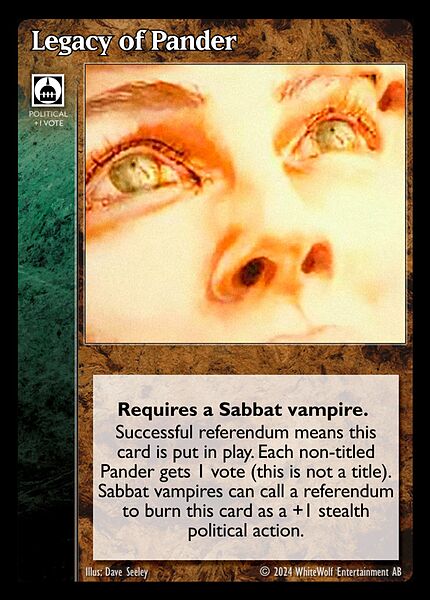 Legacy of Pander
POLITICAL
+1 VOTE
Requires a Sabbat vampire.
Successful referendum means this
card is put in play. Each non-titled
Pander gets 1 vote (this is not a title).
Sabbat vampires can call a referendum
to burn this card as a +1 stealth
political action.
Illus: Dave Seeley
© 2024 WhiteWolf Entertainment AB